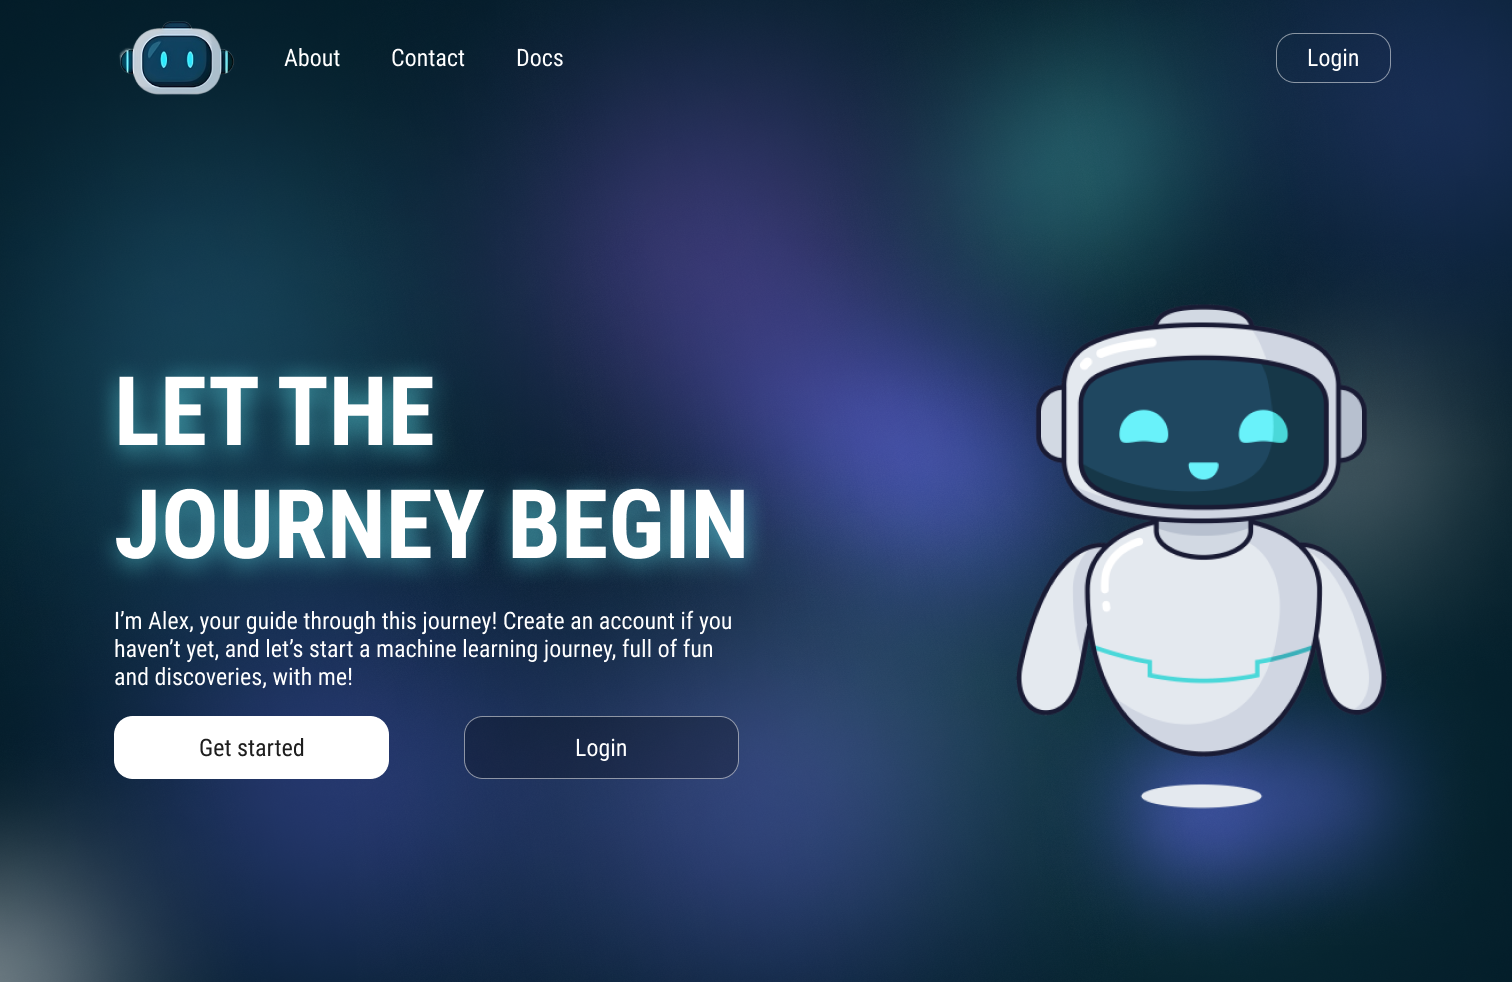 About
Contact
Docs
Login
LET THE
JOURNEY BEGIN
I’m Alex, your guide through this journey! Create an account if you
haven’t yet, and let’s start a machine learning journey, full of fun
and discoveries, with me!
Get started
Login